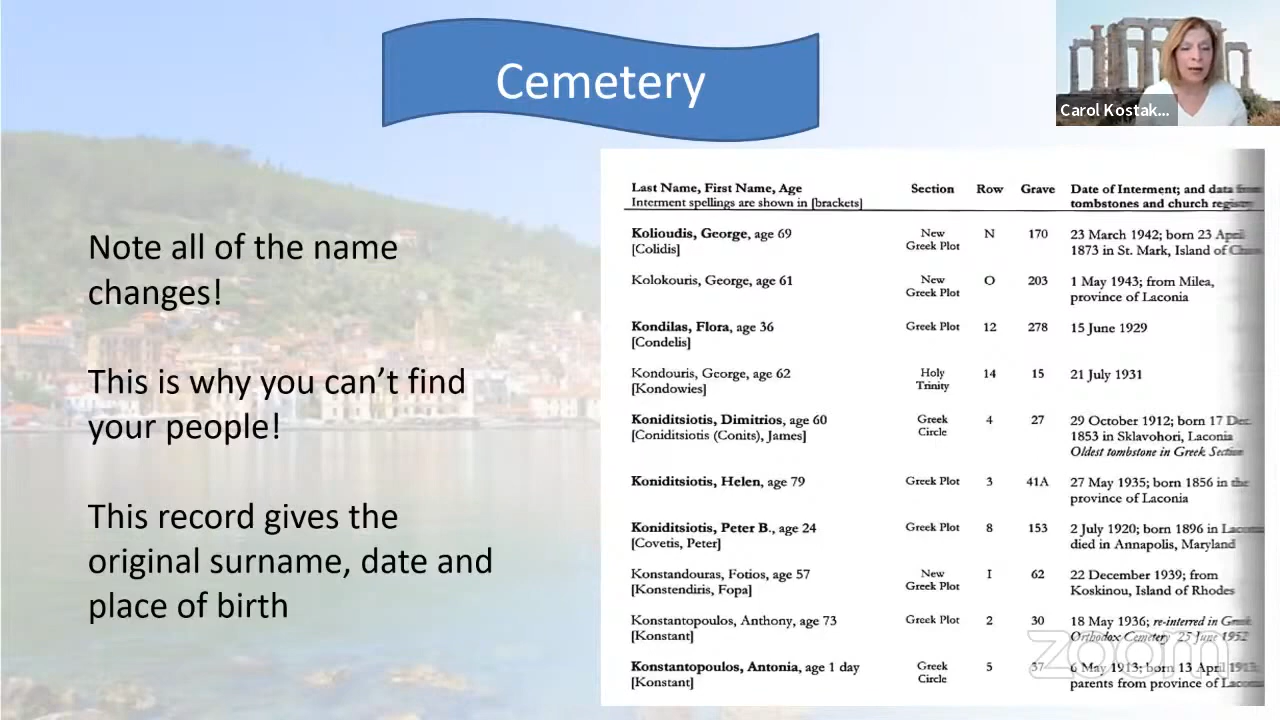 Cemetery
Carol Kostak...
Note all of the name
changes!
This is why you can’t find
your people!
This record gives the
original surname, date and
place of birth
Last Name, First Name, Age Section Row Grave Date of Interment; and data from
Interment spellings are shown in [brackets] tombstones and church registry
Kolioudis, George, age 69 New N 170 23 March 1942; born 23 April
[Colidis] Greek Plot 1873 in St. Mark, Island of
Kolokouris, George, age 61 New O 203 1 May 1943; from Milea,
Greek Plot province of Laconia
Kondilas, Flora, age 36 Greek Plot 12 278 15 June 1929
[Condelis]
Kondouris, George, age 62 Holy 14 15 21 July 1931
[Kondowies] Trinity
Koniditsiotis, Dimitrios, age 60 Greek 4 27 29 October 1912; born 17 Dec.
[Coniditsiotis (Conits), James] Circle 1853 in Sklavohori, Laconia
Oldest tombstone in Greek Section
Koniditsiotis, Helen, age 79 Greek Plot 3 41A 27 May 1935; born 1856 in the
province of Laconia
Koniditsiotis, Peter B., age 24 Greek Plot 8 153 2 July 1920; born 1896 in Laconia
[Covetis, Peter] died in Annapolis, Maryland
Konstandouras, Fotios, age 57 New I 62 22 December 1939; from
[Konstendiris, Fopa] Greek Plot Koskinou, Island of Rhodes
Konstantopoulos, Anthony, age 73 Greek Plot 2 30 18 May 1936; re-interred in Greek
[Konstant] Orthodox Cemetery 25 June 1952
Konstantopoulos, Antonia, age 1 day Greek 5 37 6 May 1913; born 13 April 1913;
[Konstant] Circle parents from province of Laconia
zoom